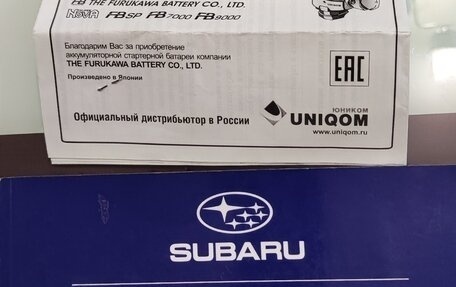 FB THE FURUKAWA BATTERY CO., LTD.
NOVA FBSP FB7000 FB9000
Благодарим Вас за приобретение
аккумуляторной стартерной батареи компании
THE FURUKAWA BATTERY CO., LTD.
Произведено в Японии
EAC
Официальный дистрибьютор в России
ЮНИКОМ
UNIQOM
www.uniqom.ru
SUBARU